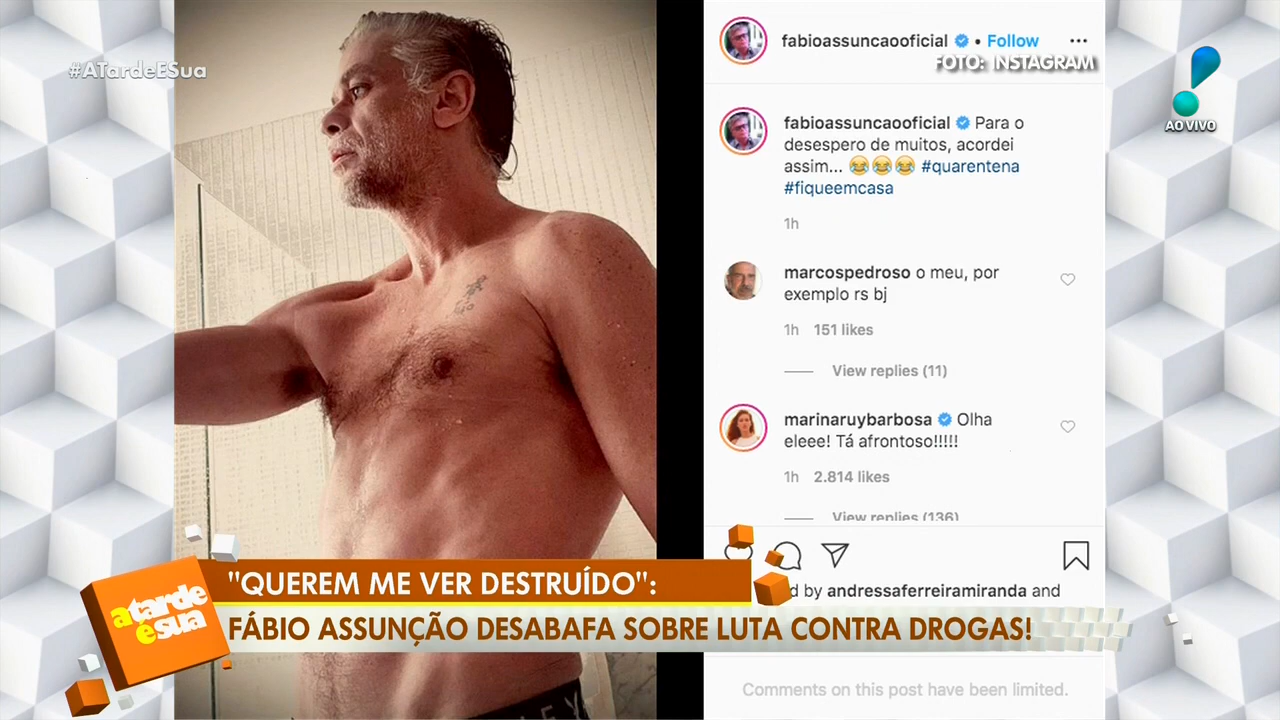 #ATardeÉSua
fabioassuncaooficial • Follow •••
FOTO: INSTAGRAM
AO VIVO
fabioassuncaooficial Para o
desespero de muitos, acordei
assim... 😂😂😂 #quarentena
#fiqueemcasa
1h
marcospedroso o meu, por
exemplo rs bj
1h 151 likes
View replies (11)
marinaruybarbosa Olha
eleee! Tá afrontoso!!!!!
1h 2.814 likes
View replies (136)
d by andressaferreiramiranda and
Comments on this post have been limited.
a tarde
é sua
"QUEREM ME VER DESTRUÍDO":
FÁBIO ASSUNÇÃO DESABAFA SOBRE LUTA CONTRA DROGAS!